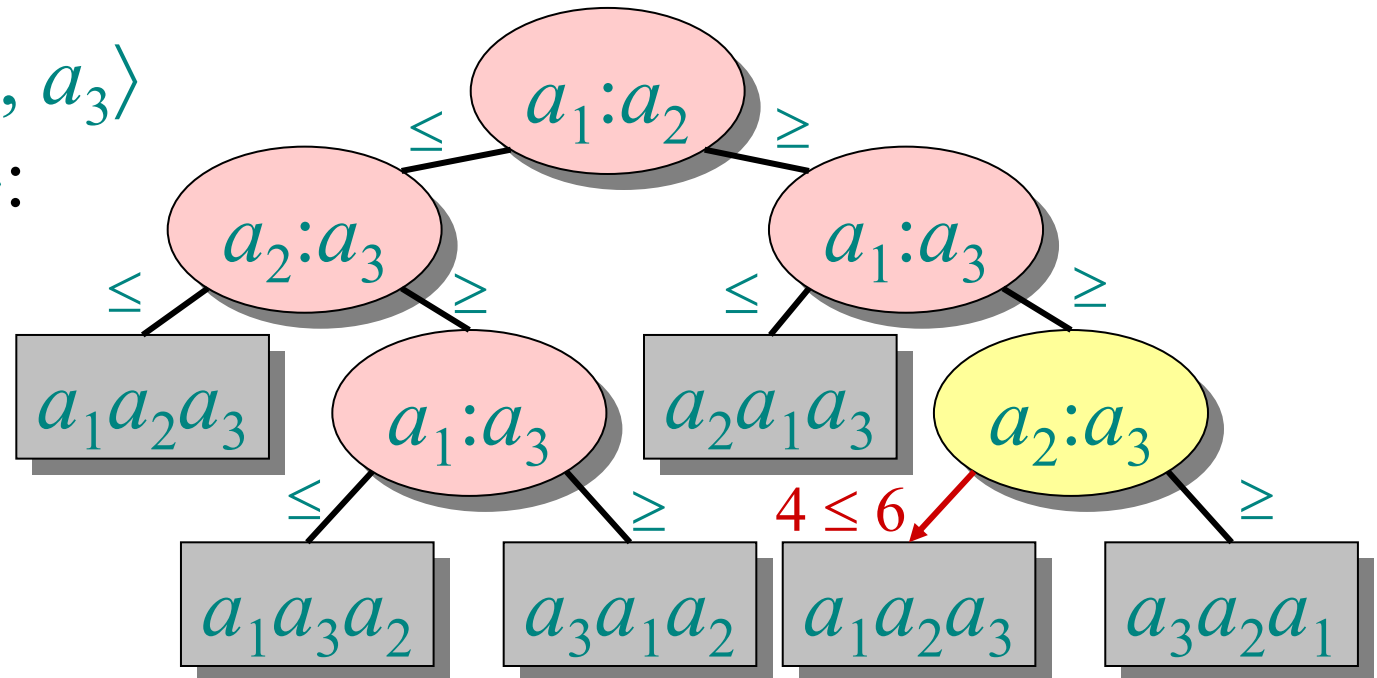 , a₃⟩
:
a₁:a₂
≤ ≥
a₂:a₃ a₁:a₃
≤ ≥ ≤ ≥
a₁a₂a₃ a₁:a₃ a₂a₁a₃ a₂:a₃
≤ ≥ 4 ≤ 6 ≥
a₁a₃a₂ a₃a₁a₂ a₁a₂a₃ a₃a₂a₁